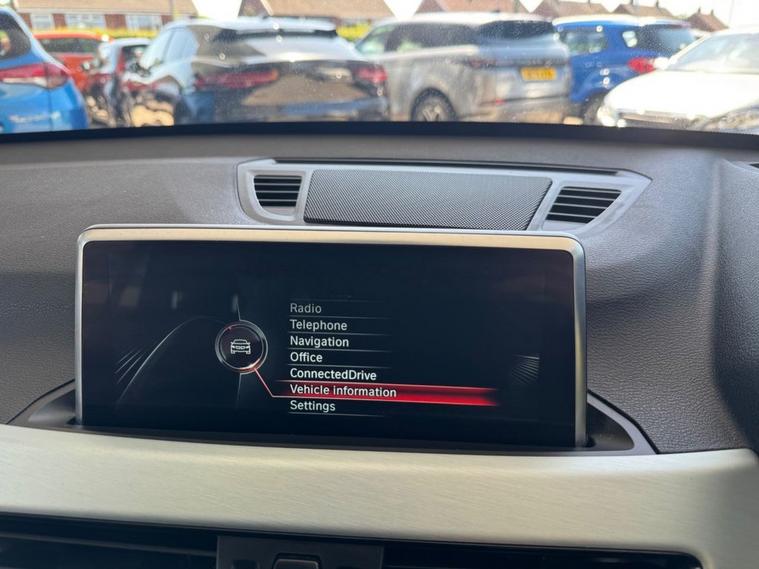 Radio
Telephone
Navigation
Office
ConnectedDrive
Vehicle information
Settings